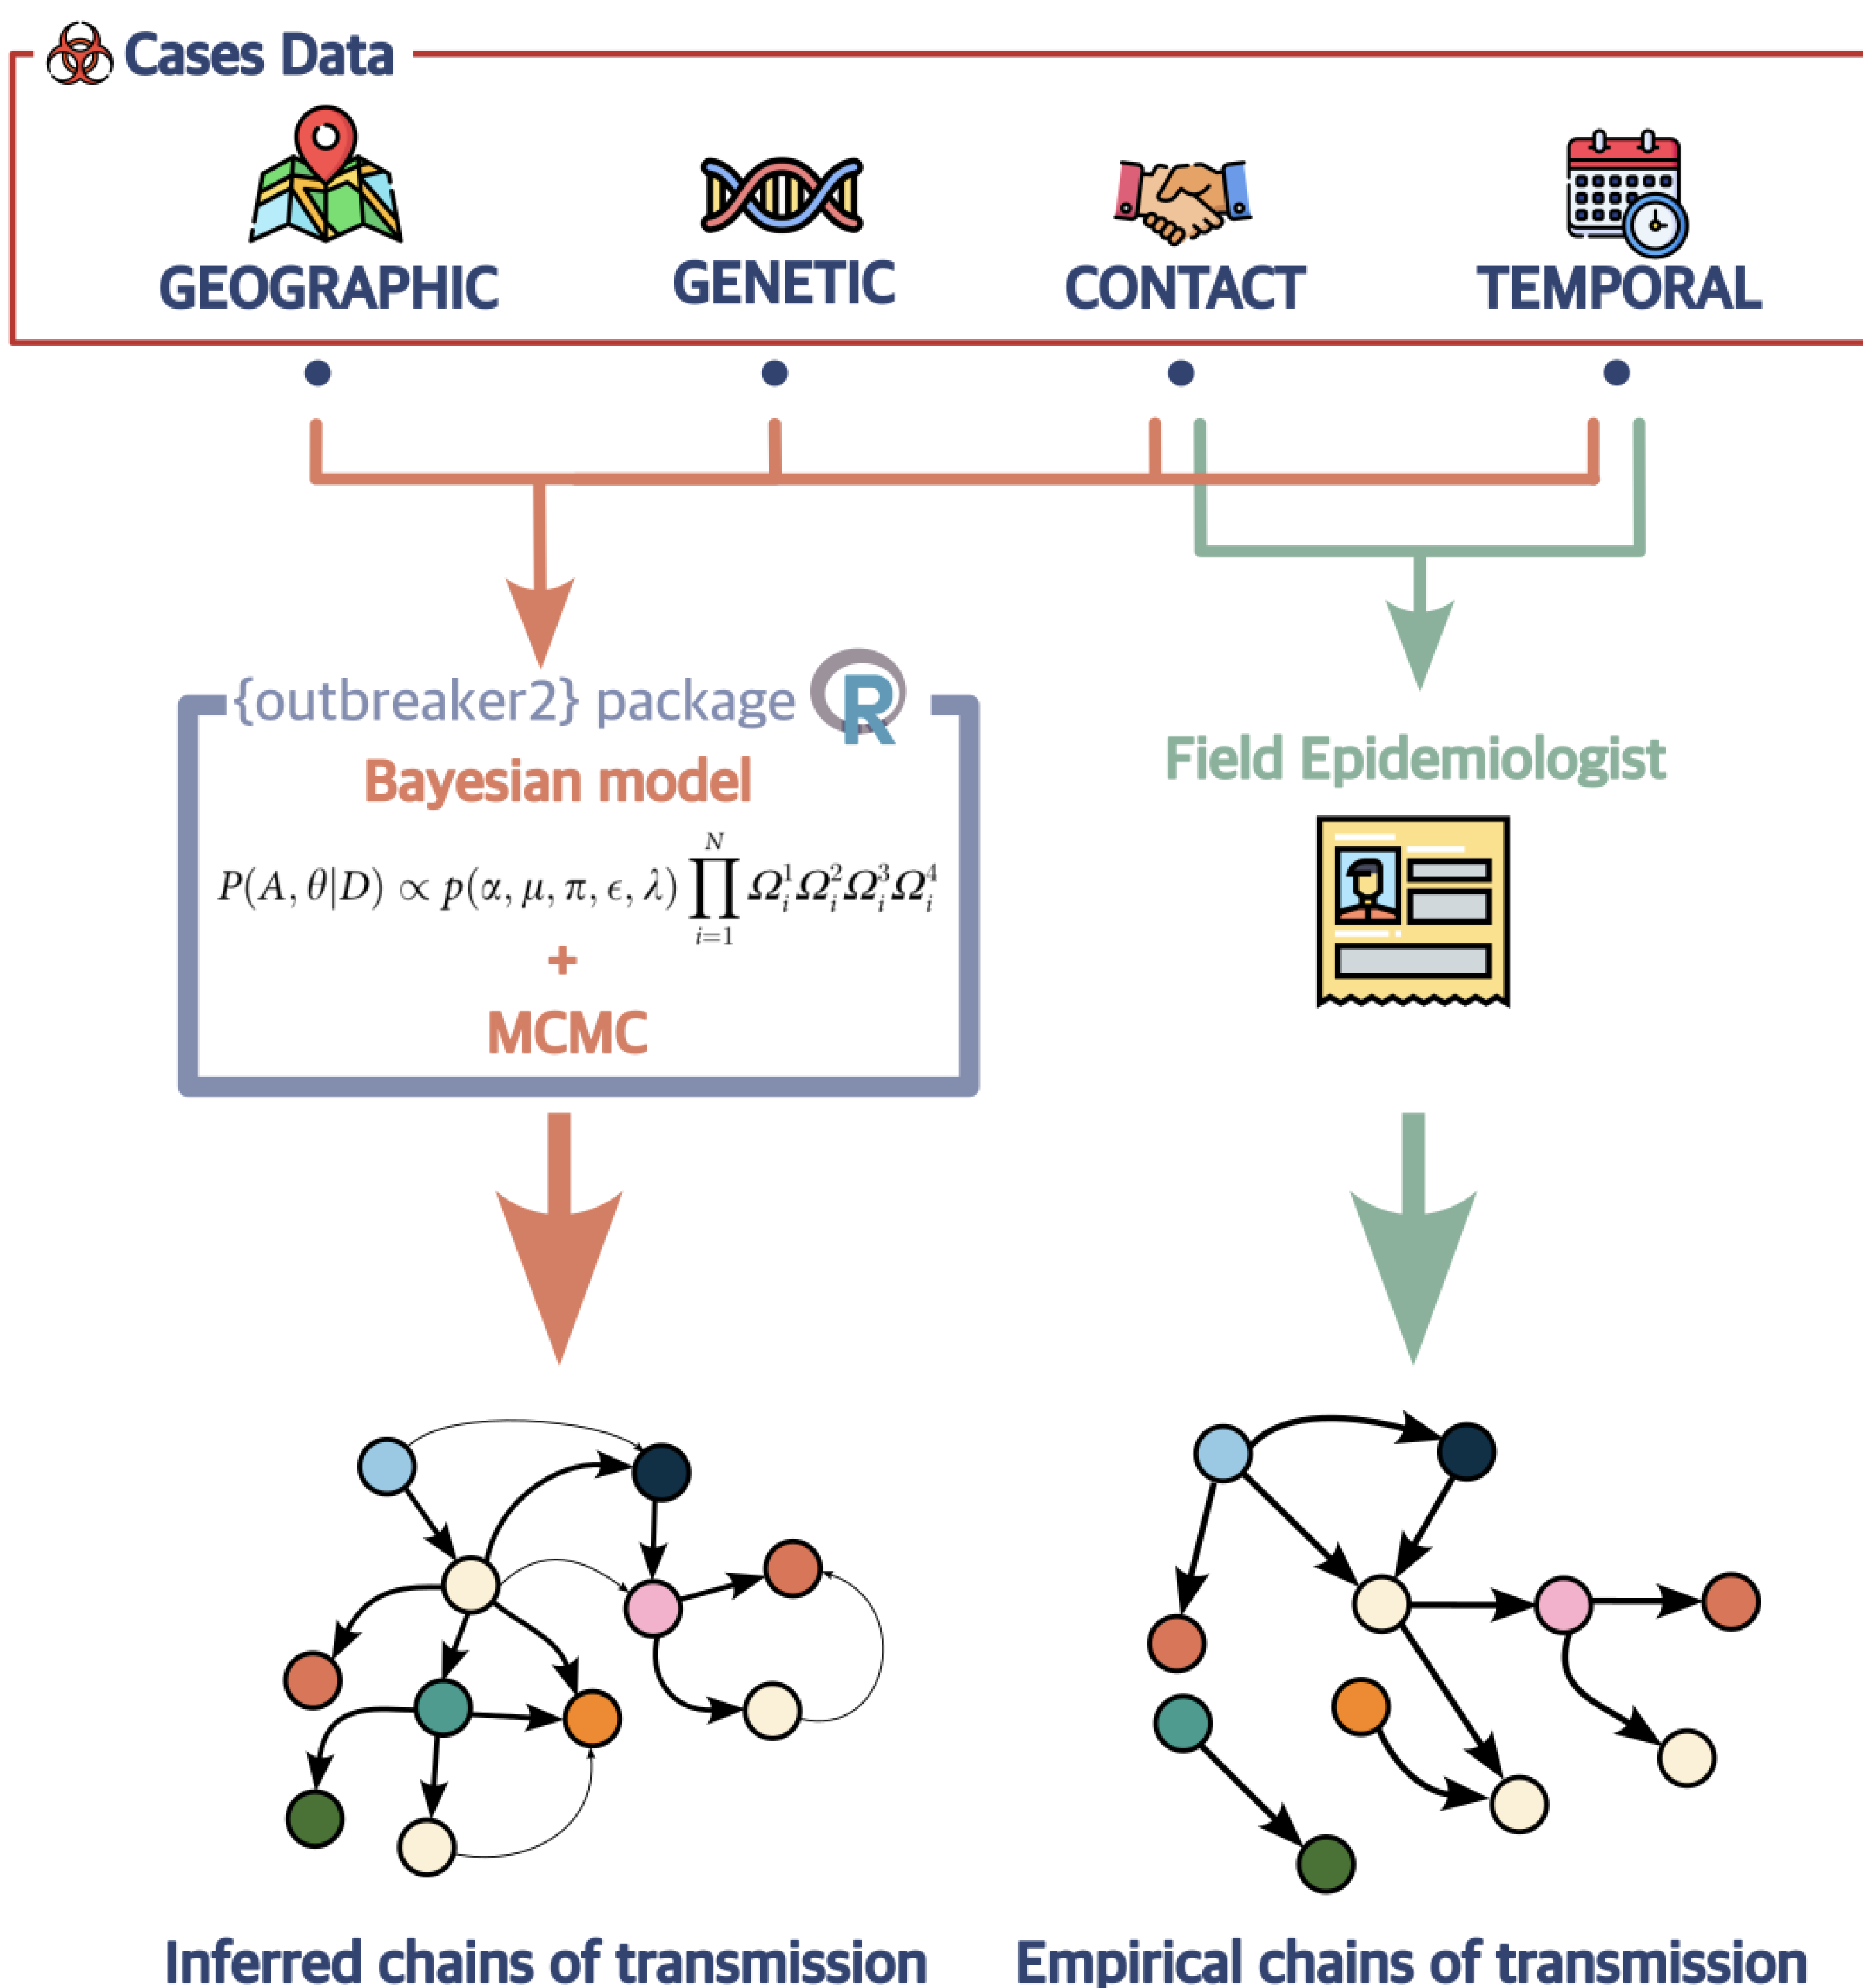 Cases Data
GEOGRAPHIC
GENETIC
CONTACT
TEMPORAL
{outbreaker2} package R
Bayesian model
P(A, θ|D) ∝ p(α, μ, π, ϵ, λ) ∏_{i=1}^{N} Ω_i^1 Ω_i^2 Ω_i^3 Ω_i^4
+
MCMC
Field Epidemiologist
Inferred chains of transmission
Empirical chains of transmission